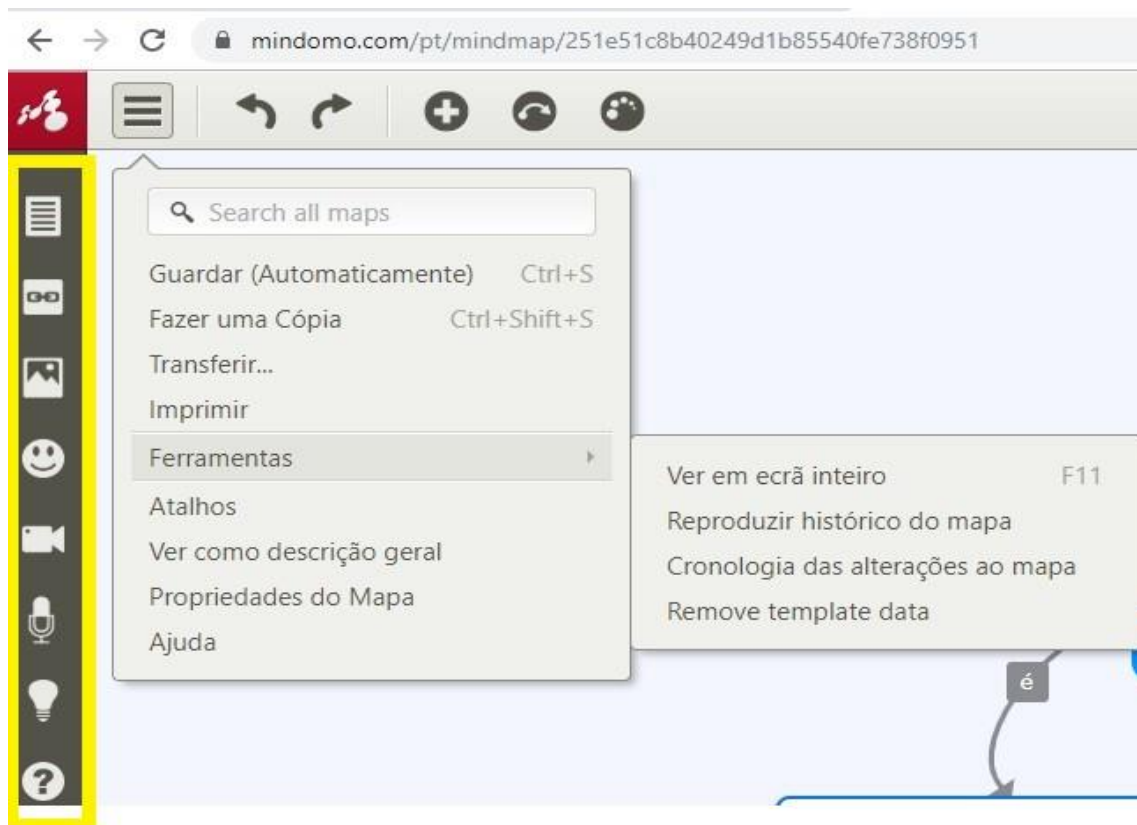 mindomo.com/pt/mindmap/251e51c8b40249d1b85540fe738f0951
Search all maps
Guardar (Automaticamente) Ctrl+S
Fazer uma Cópia Ctrl+Shift+S
Transferir...
Imprimir
Ferramentas
Atalhos
Ver como descrição geral
Propriedades do Mapa
Ajuda
Ver em ecrã inteiro F11
Reproduzir histórico do mapa
Cronologia das alterações ao mapa
Remove template data
é